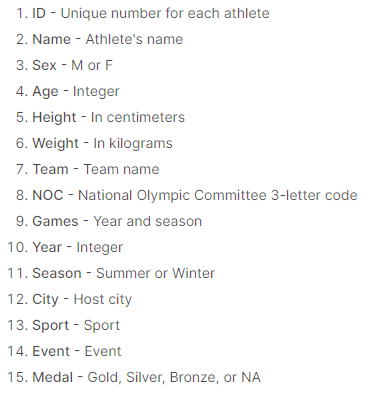 1. ID - Unique number for each athlete
2. Name - Athlete's name
3. Sex - M or F
4. Age - Integer
5. Height - In centimeters
6. Weight - In kilograms
7. Team - Team name
8. NOC - National Olympic Committee 3-letter code
9. Games - Year and season
10. Year - Integer
11. Season - Summer or Winter
12. City - Host city
13. Sport - Sport
14. Event - Event
15. Medal - Gold, Silver, Bronze, or NA